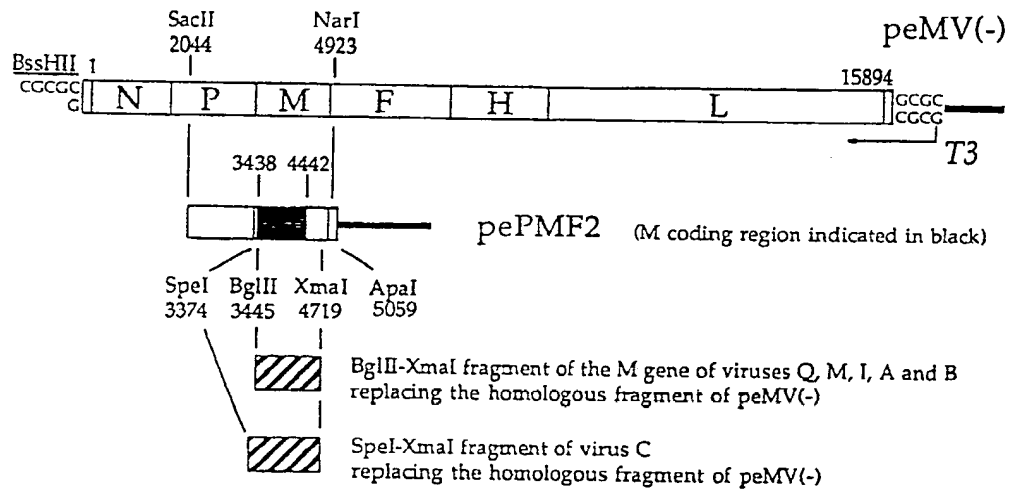 SacII NarI peMV(-)
2044 4923
BssHII 1 15894
CGCGC N P M F H L GCGC
G CGCG
T3
3438 4442
pePMF2 (M coding region indicated in black)
SpeI BglII XmaI ApaI
3374 3445 4719 5059
BglII-XmaI fragment of the M gene of viruses Q, M, I, A and B
replacing the homologous fragment of peMV(-)
SpeI-XmaI fragment of virus C
replacing the homologous fragment of peMV(-)